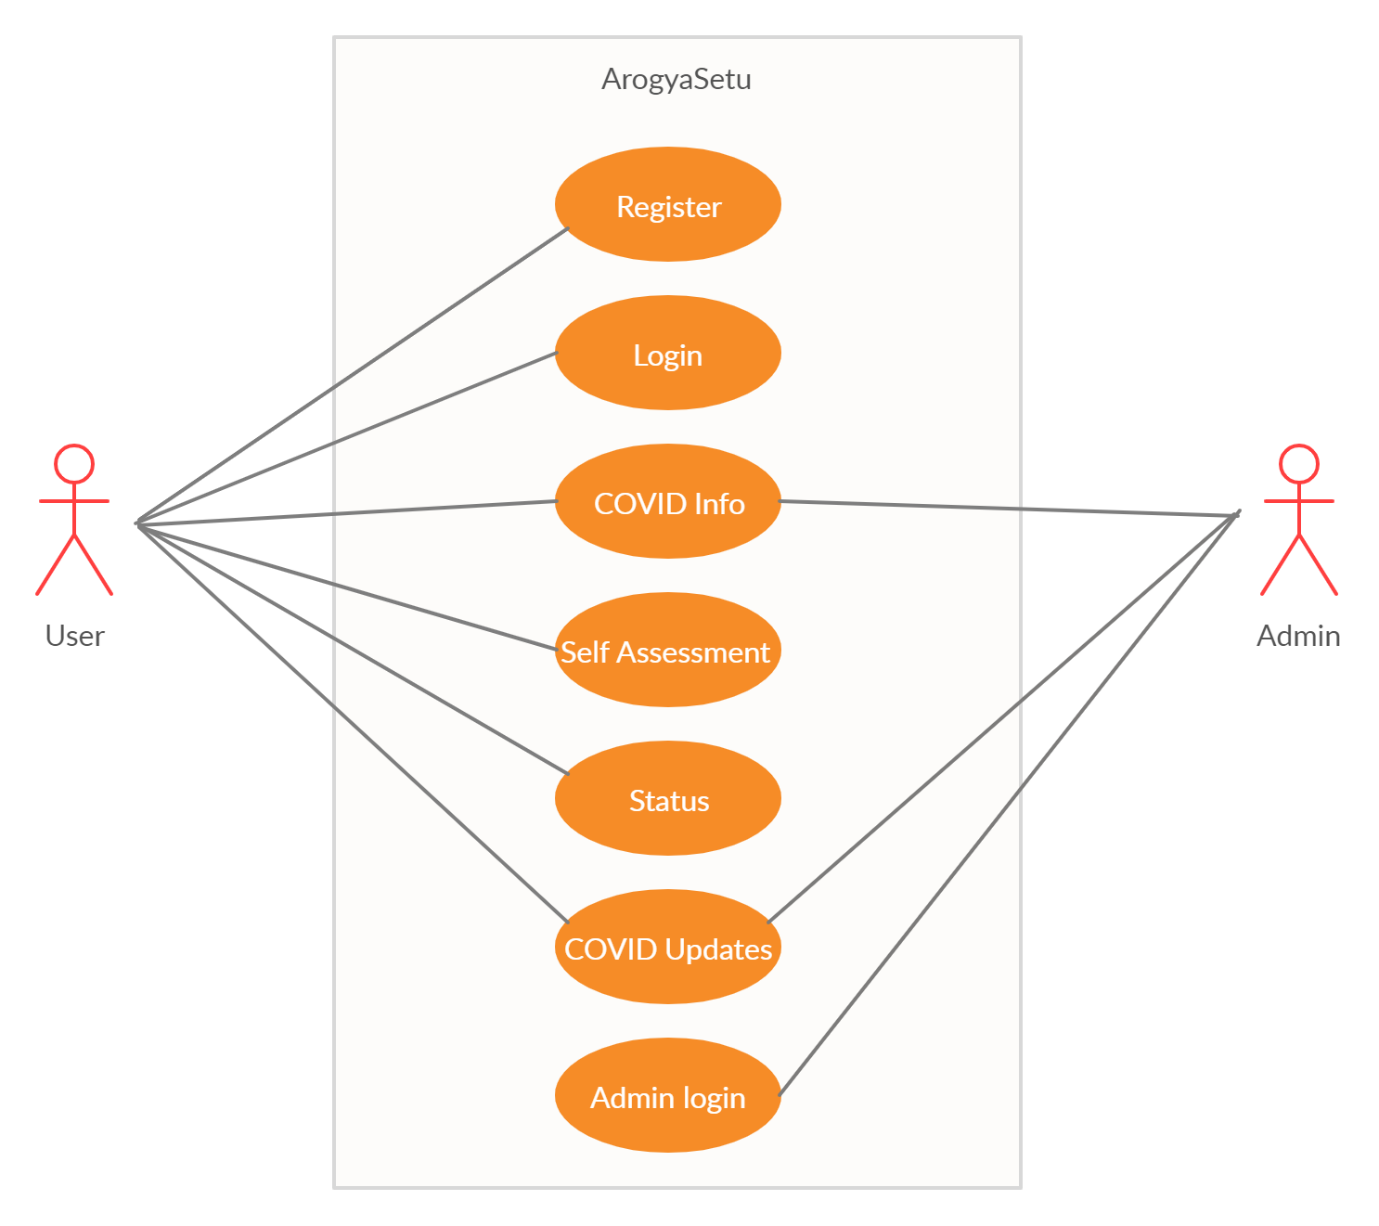 ArogyaSetu
Register
Login
COVID Info
Self Assessment
Status
COVID Updates
Admin login
User
Admin